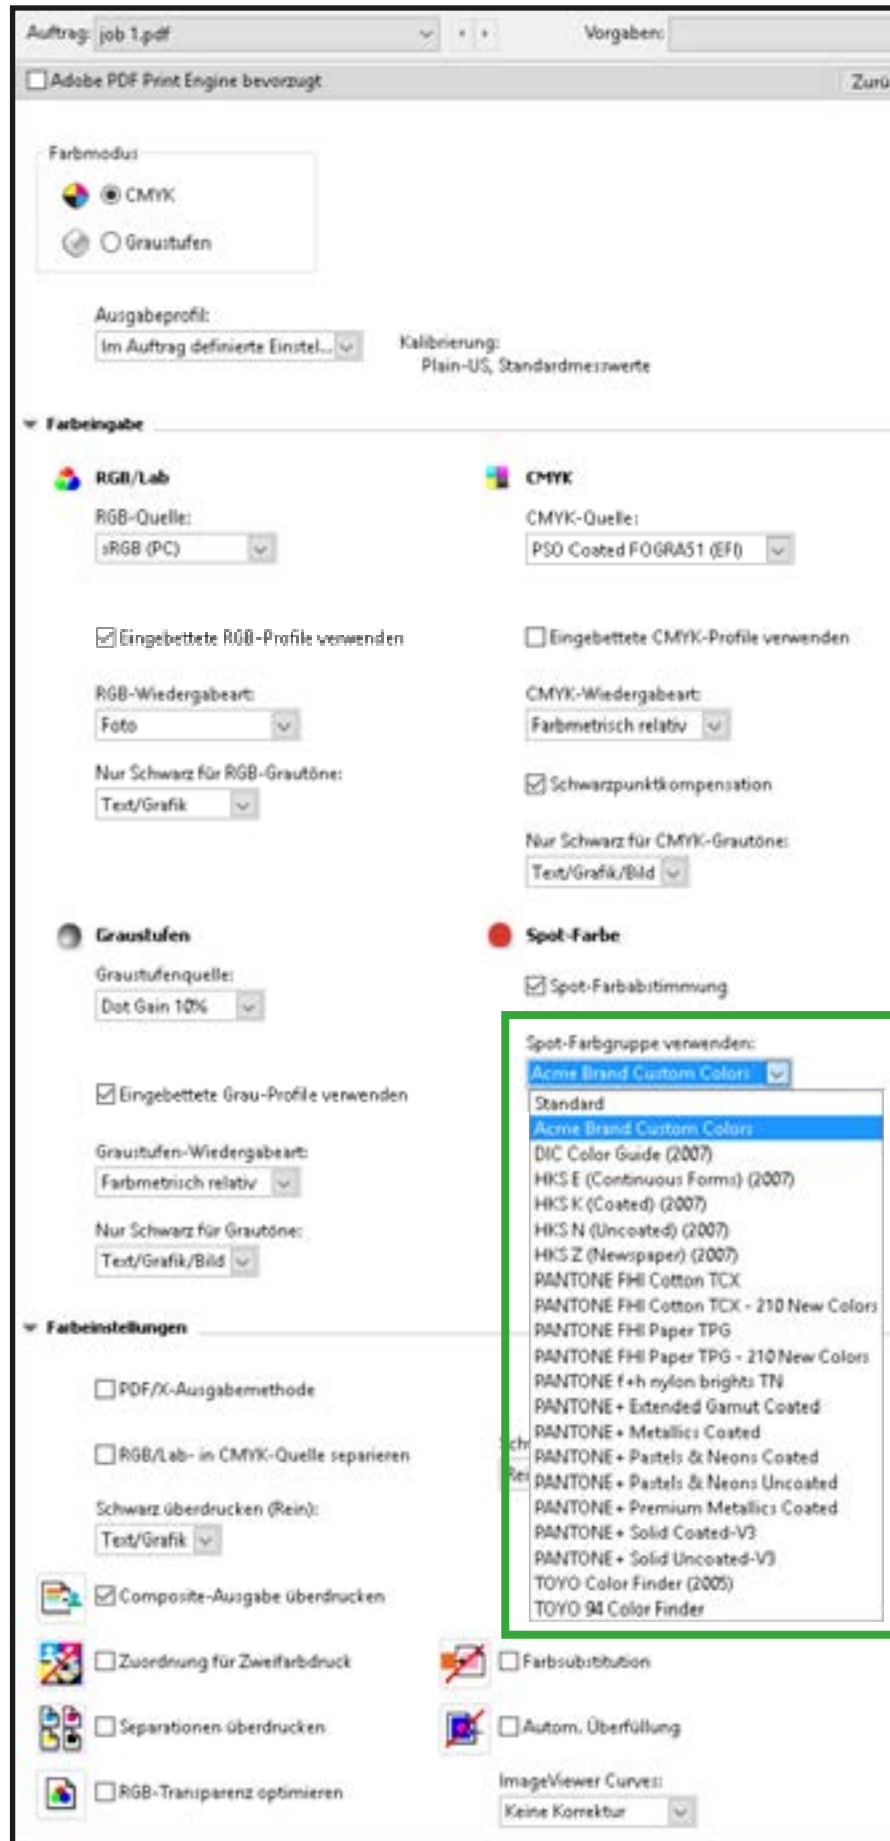 Auftrag: job 1.pdf
Vorgaben:
Adobe PDF Print Engine bevorzugt
Farbmodus
CMYK
Graustufen
Ausgabeprofil:
Im Auftrag definierte Einstel...
Kalibrierung:
Plain-US, Standardmesswerte
Farbeingabe
RGB/Lab
RGB-Quelle:
sRGB (PC)
Eingebettete RGB-Profile verwenden
RGB-Wiedergabeart:
Foto
Nur Schwarz für RGB-Grautöne:
Text/Grafik
CMYK
CMYK-Quelle:
PSO Coated FOGRA51 (EFI)
Eingebettete CMYK-Profile verwenden
CMYK-Wiedergabeart:
Farbmetrisch relativ
Schwarzpunktkompensation
Nur Schwarz für CMYK-Grautöne:
Text/Grafik/Bild
Graustufen
Graustufenquelle:
Dot Gain 10%
Eingebettete Grau-Profile verwenden
Graustufen-Wiedergabeart:
Farbmetrisch relativ
Nur Schwarz für Grautöne:
Text/Grafik/Bild
Spot-Farbe
Spot-Farbabstimmung
Spot-Farbgruppe verwenden:
Acme Brand Custom Colors
Standard
Acme Brand Custom Colors
DIC Color Guide (2007)
HKS E (Continuous Forms) (2007)
HKS K (Coated) (2007)
HKS N (Uncoated) (2007)
HKS Z (Newspaper) (2007)
PANTONE FHI Cotton TCX
PANTONE FHI Cotton TCX - 210 New Colors
PANTONE FHI Paper TPG
PANTONE FHI Paper TPG - 210 New Colors
PANTONE f+h nylon brights TN
PANTONE+ Extended Gamut Coated
PANTONE+ Metallics Coated
PANTONE+ Pastels & Neons Coated
PANTONE+ Pastels & Neons Uncoated
PANTONE+ Premium Metallics Coated
PANTONE+ Solid Coated-V3
PANTONE+ Solid Uncoated-V3
TOYO Color Finder (2005)
TOYO 94 Color Finder
Farbeinstellungen
PDF/X-Ausgabemethode
RGB/Lab- in CMYK-Quelle separieren
Schwarz überdrucken (Rein):
Text/Grafik
Composite-Ausgabe überdrucken
Zuordnung für Zweifarbdruck
Farbsubstitution
Separationen überdrucken
Autom. Überfüllung
RGB-Transparenz optimieren
ImageViewer Curves:
Keine Korrektur